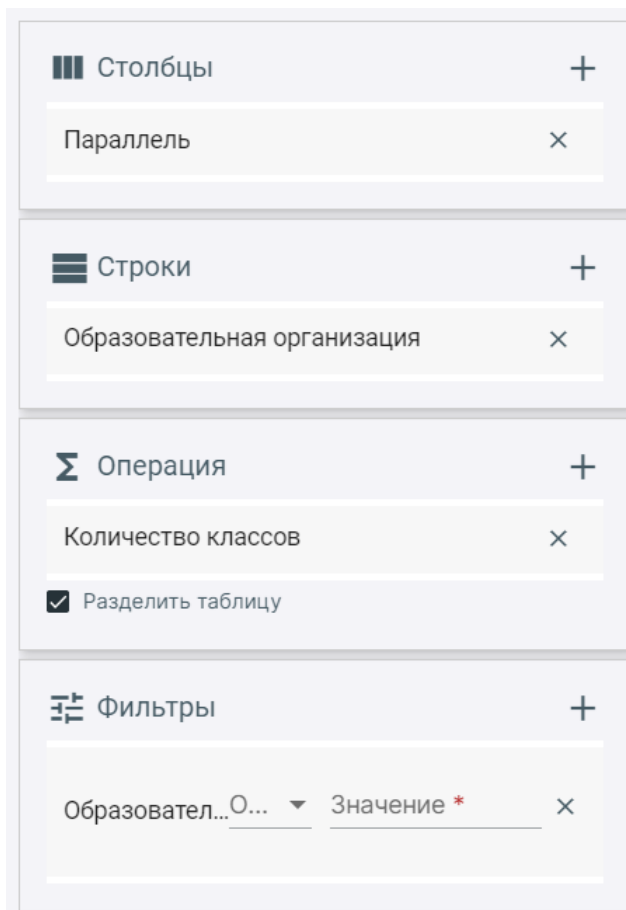 Столбцы
Параллель
Строки
Образовательная организация
Операция
Количество классов
Разделить таблицу
Фильтры
Образовател... О... Значение *